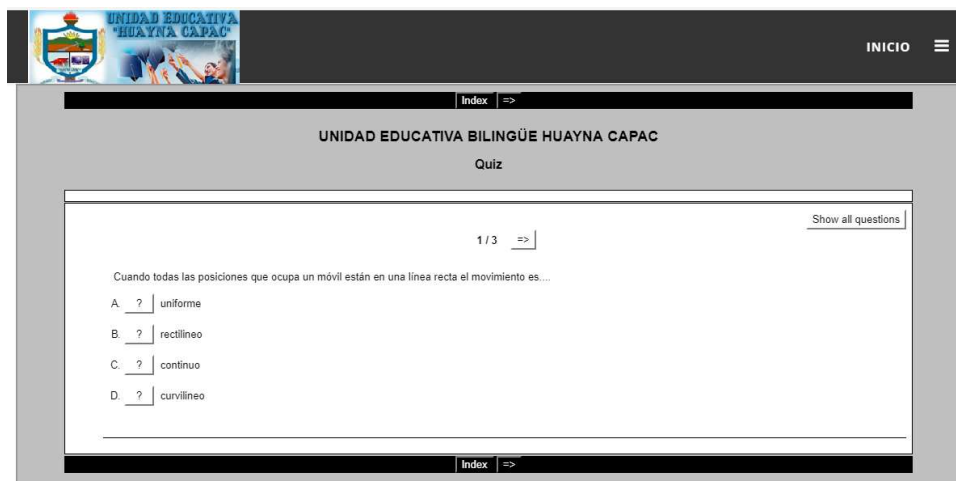 UNIDAD EDUCATIVA
"HUAYNA CAPAC"
INICIO
Index =>
UNIDAD EDUCATIVA BILINGÜE HUAYNA CAPAC
Quiz
Show all questions
1 / 3 =>
Cuando todas las posiciones que ocupa un móvil están en una línea recta el movimiento es....
A. ? uniforme
B. ? rectilineo
C. ? continuo
D. ? curvilineo
Index =>